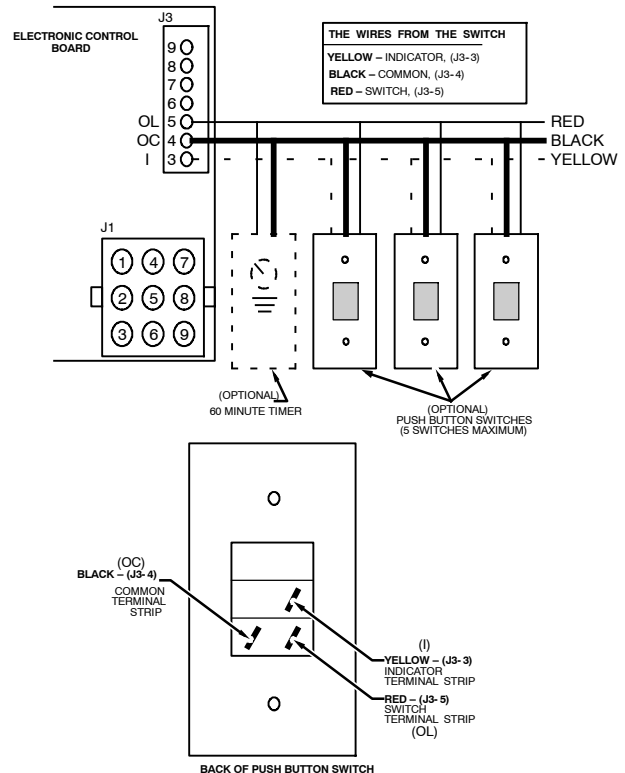 J3
ELECTRONIC CONTROL
BOARD
THE WIRES FROM THE SWITCH
YELLOW – INDICATOR, (J3-3)
BLACK – COMMON, (J3-4)
RED – SWITCH, (J3-5)
9
8
7
6
OL 5
RED
OC 4
BLACK
I 3
YELLOW
J1
1 4 7
2 5 8
3 6 9
(OPTIONAL)
60 MINUTE TIMER
(OPTIONAL)
PUSH BUTTON SWITCHES
(5 SWITCHES MAXIMUM)
(OC)
BLACK – (J3-4)
COMMON
TERMINAL
STRIP
(I)
YELLOW – (J3-3)
INDICATOR
TERMINAL STRIP
RED – (J3-5)
SWITCH
TERMINAL STRIP
(OL)
BACK OF PUSH BUTTON SWITCH